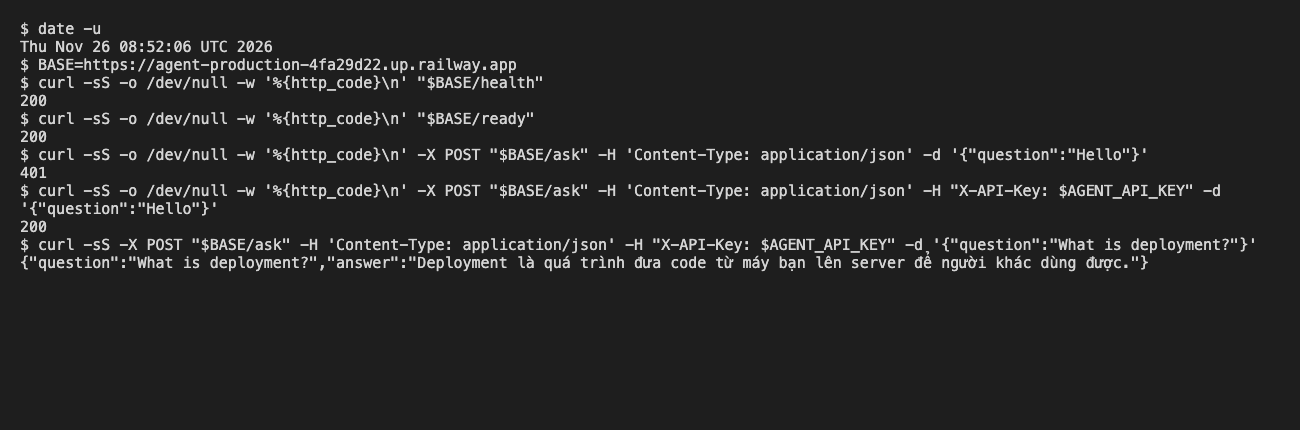 $ date -u
Thu Nov 26 08:52:06 UTC 2026
$ BASE=https://agent-production-4fa29d22.up.railway.app
$ curl -sS -o /dev/null -w '%{http_code}\n' "$BASE/health"
200
$ curl -sS -o /dev/null -w '%{http_code}\n' "$BASE/ready"
200
$ curl -sS -o /dev/null -w '%{http_code}\n' -X POST "$BASE/ask" -H 'Content-Type: application/json' -d '{"question":"Hello"}'
401
$ curl -sS -o /dev/null -w '%{http_code}\n' -X POST "$BASE/ask" -H 'Content-Type: application/json' -H "X-API-Key: $AGENT_API_KEY" -d
'{"question":"Hello"}'
200
$ curl -sS -X POST "$BASE/ask" -H 'Content-Type: application/json' -H "X-API-Key: $AGENT_API_KEY" -d '{"question":"What is deployment?"}'
{"question":"What is deployment?","answer":"Deployment là quá trình đưa code từ máy bạn lên server để người khác dùng được."}